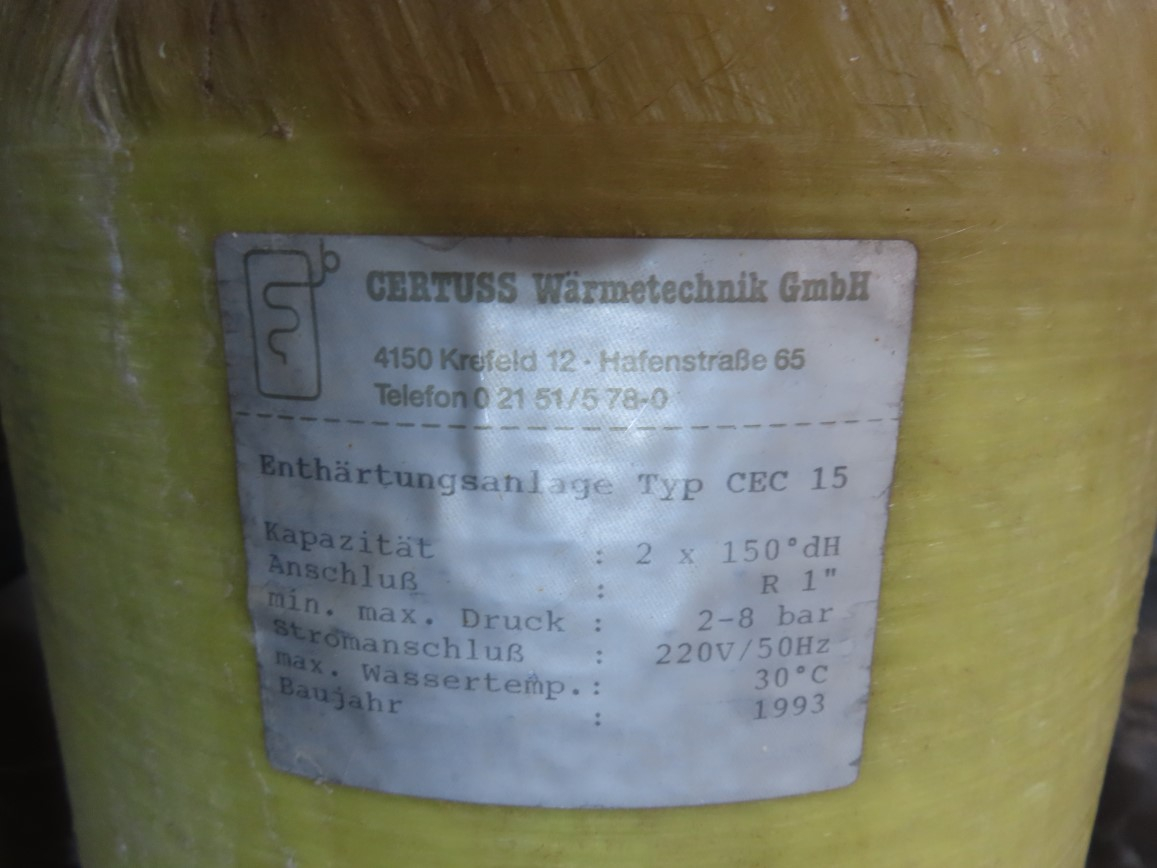 CERTUSS Wärmetechnik GmbH
4150 Krefeld 12 · Hafenstraße 65
Telefon 0 21 51/5 78-0
Enthärtungsanlage Typ CEC 15
Kapazität : 2 x 150°dH
Anschluß : R 1"
min. max. Druck : 2-8 bar
Stromanschluß : 220V/50Hz
max. Wassertemp.: 30°C
Baujahr : 1993